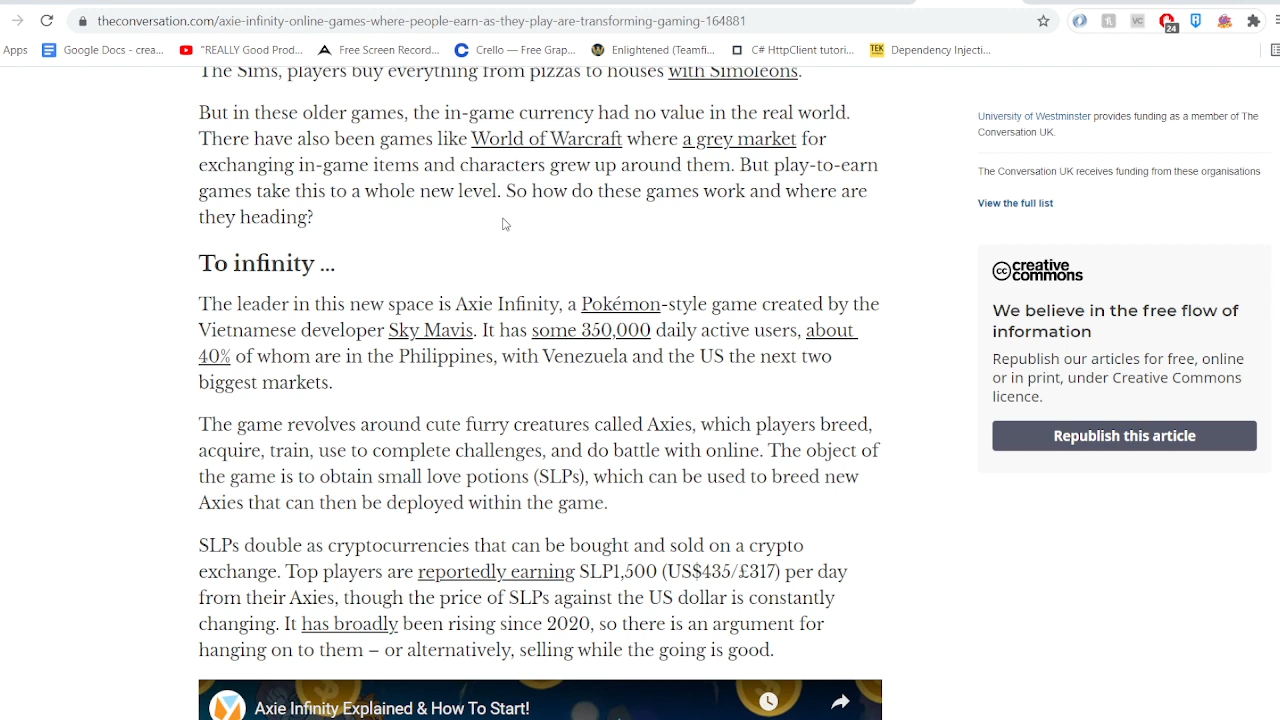 theconversation.com/axie-infinity-online-games-where-people-earn-as-they-play-are-transforming-gaming-164881
VC
24
Apps
Google Docs - crea...
"REALLY Good Prod...
Free Screen Record...
Crello — Free Grap...
Enlightened (Teamfi...
C# HttpClient tutori...
TEK
Dependency Injecti...
The Sims, players buy everything from pizzas to houses with Simoleons.
But in these older games, the in-game currency had no value in the real world.
There have also been games like World of Warcraft where a grey market for
exchanging in-game items and characters grew up around them. But play-to-earn
games take this to a whole new level. So how do these games work and where are
they heading?
To infinity ...
The leader in this new space is Axie Infinity, a Pokémon-style game created by the
Vietnamese developer Sky Mavis. It has some 350,000 daily active users, about
40% of whom are in the Philippines, with Venezuela and the US the next two
biggest markets.
The game revolves around cute furry creatures called Axies, which players breed,
acquire, train, use to complete challenges, and do battle with online. The object of
the game is to obtain small love potions (SLPs), which can be used to breed new
Axies that can then be deployed within the game.
SLPs double as cryptocurrencies that can be bought and sold on a crypto
exchange. Top players are reportedly earning SLP1,500 (US$435/£317) per day
from their Axies, though the price of SLPs against the US dollar is constantly
changing. It has broadly been rising since 2020, so there is an argument for
hanging on to them – or alternatively, selling while the going is good.
Axie Infinity Explained & How To Start!
University of Westminster provides funding as a member of The
Conversation UK.
The Conversation UK receives funding from these organisations
View the full list
cc creative
commons
We believe in the free flow of
information
Republish our articles for free, online
or in print, under Creative Commons
licence.
Republish this article